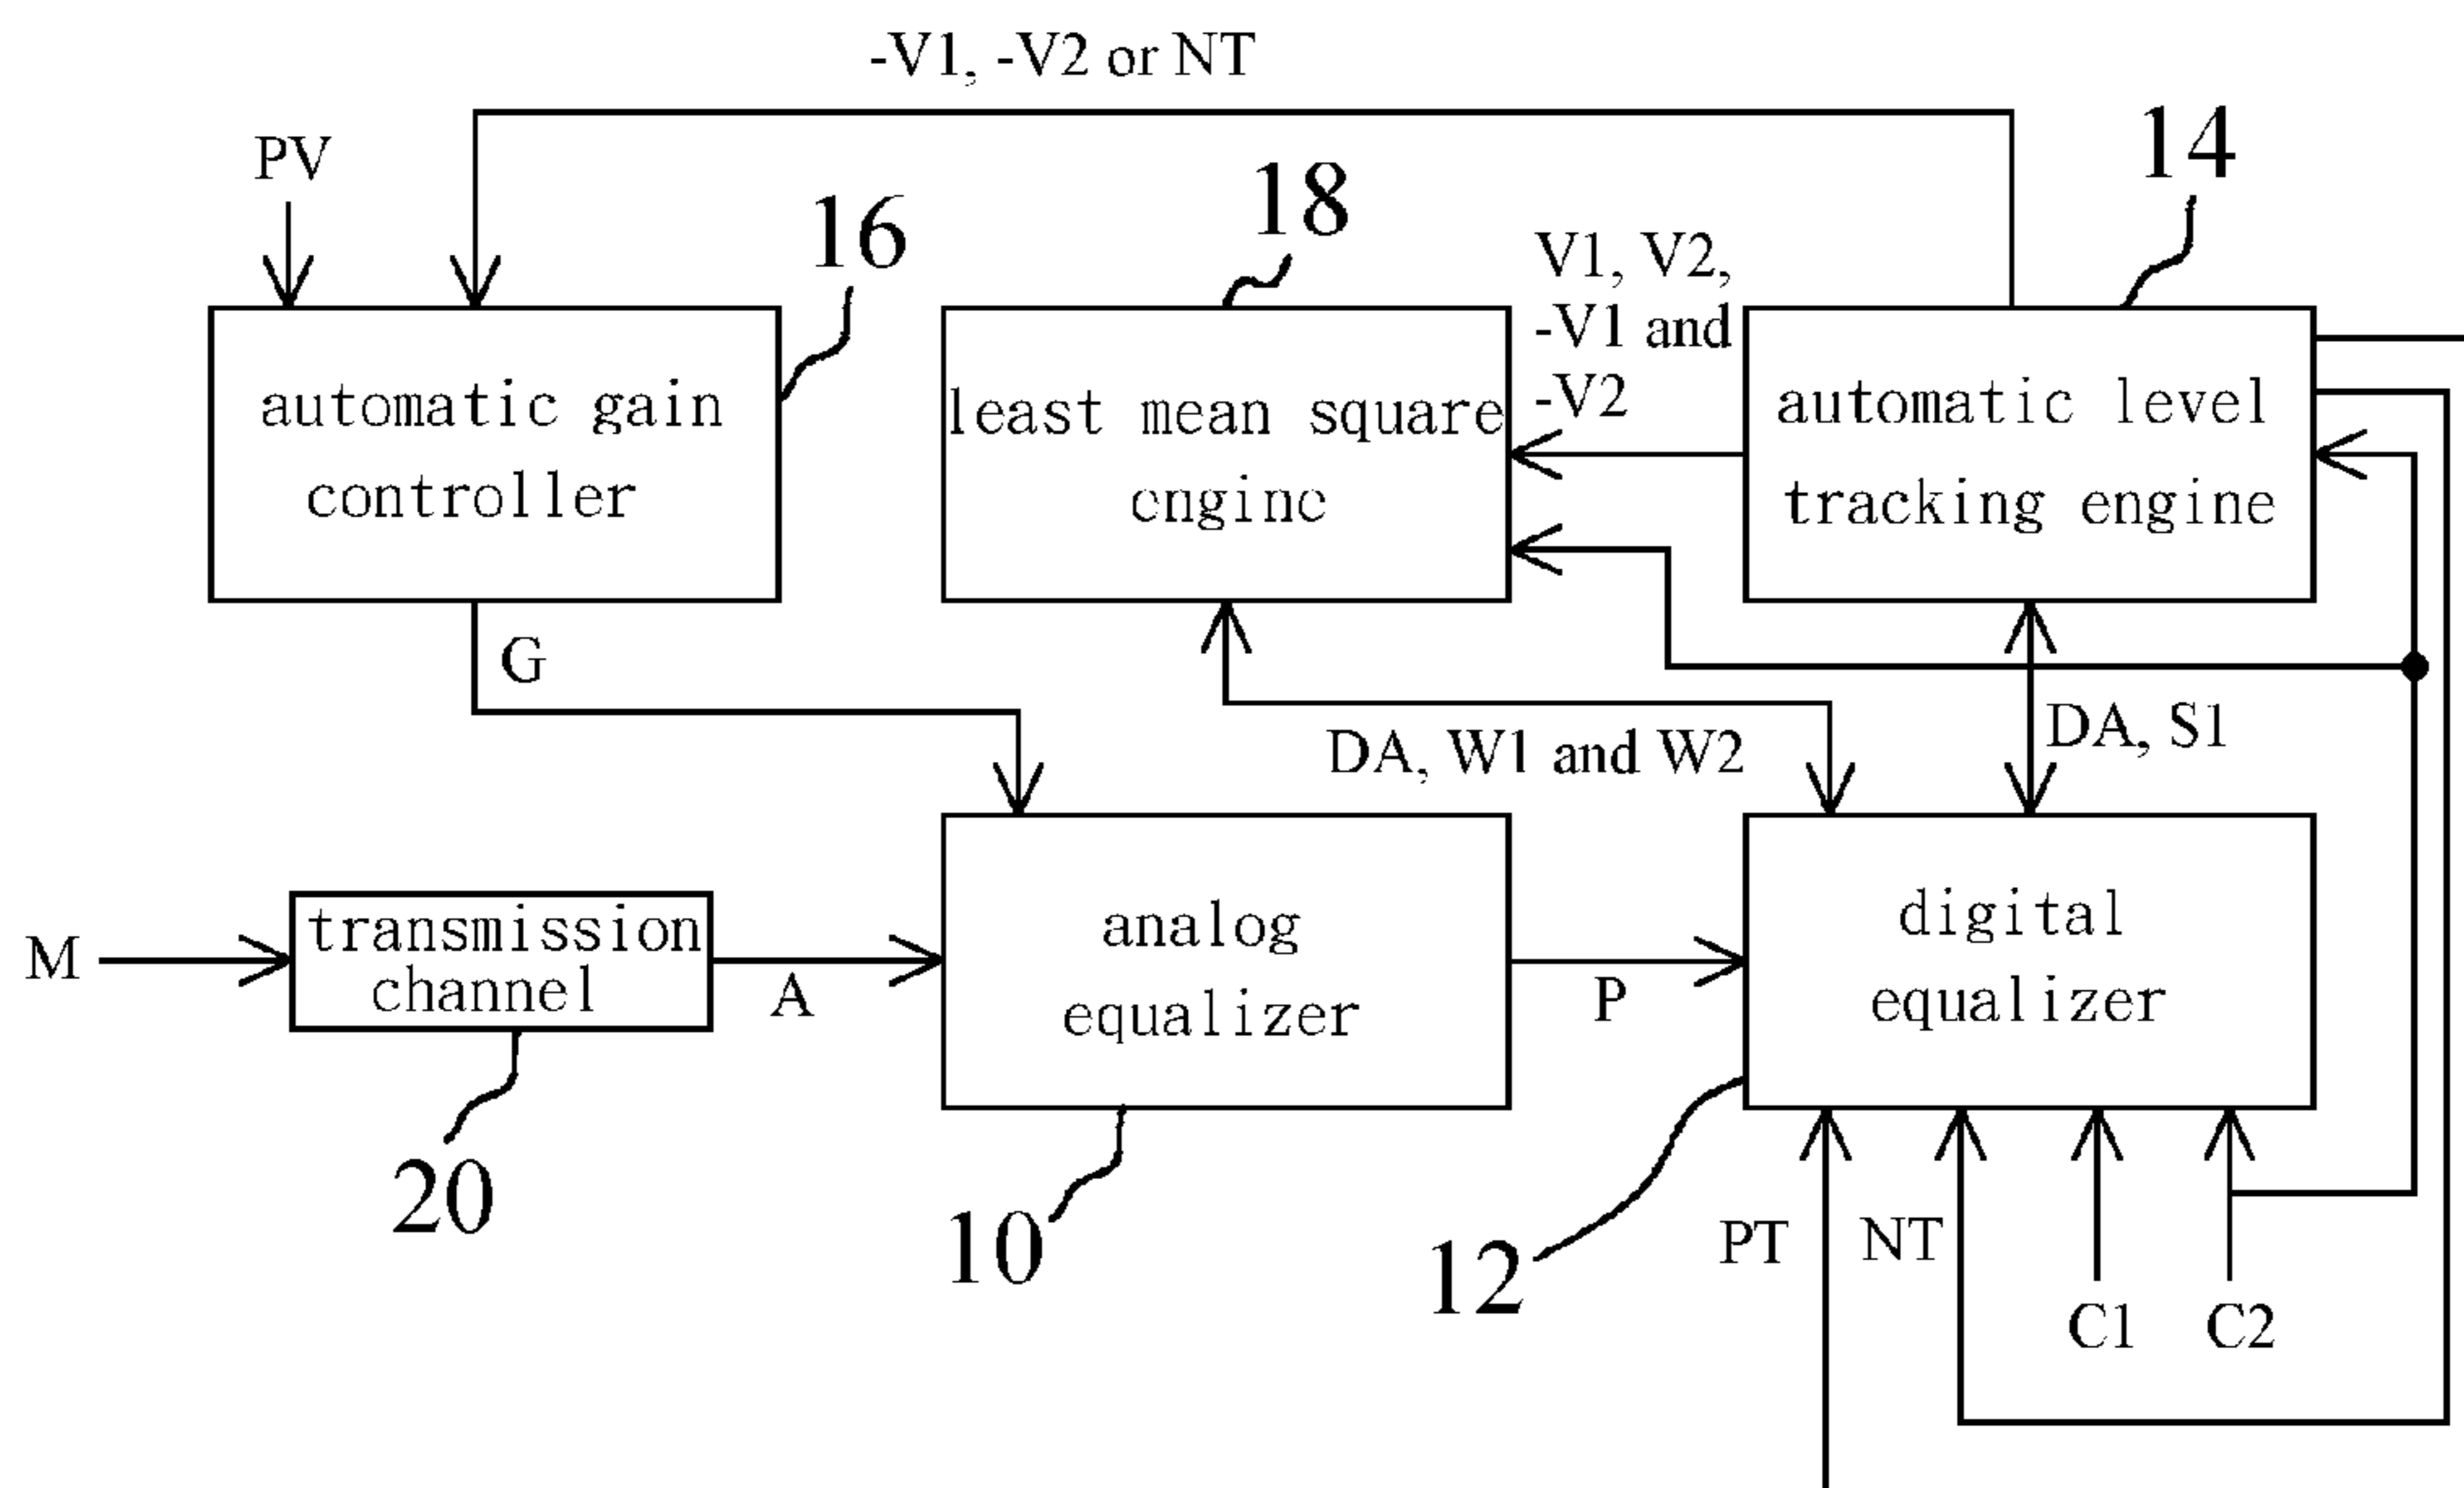 -V1, -V2 or NT
PV
16
18
14
V1, V2,
-V1 and
-V2
automatic gain
controller
least mean square
engine
automatic level
tracking engine
G
DA, W1 and W2
DA, S1
M
transmission
channel
A
analog
equalizer
P
digital
equalizer
20
10
12
PT
NT
C1
C2